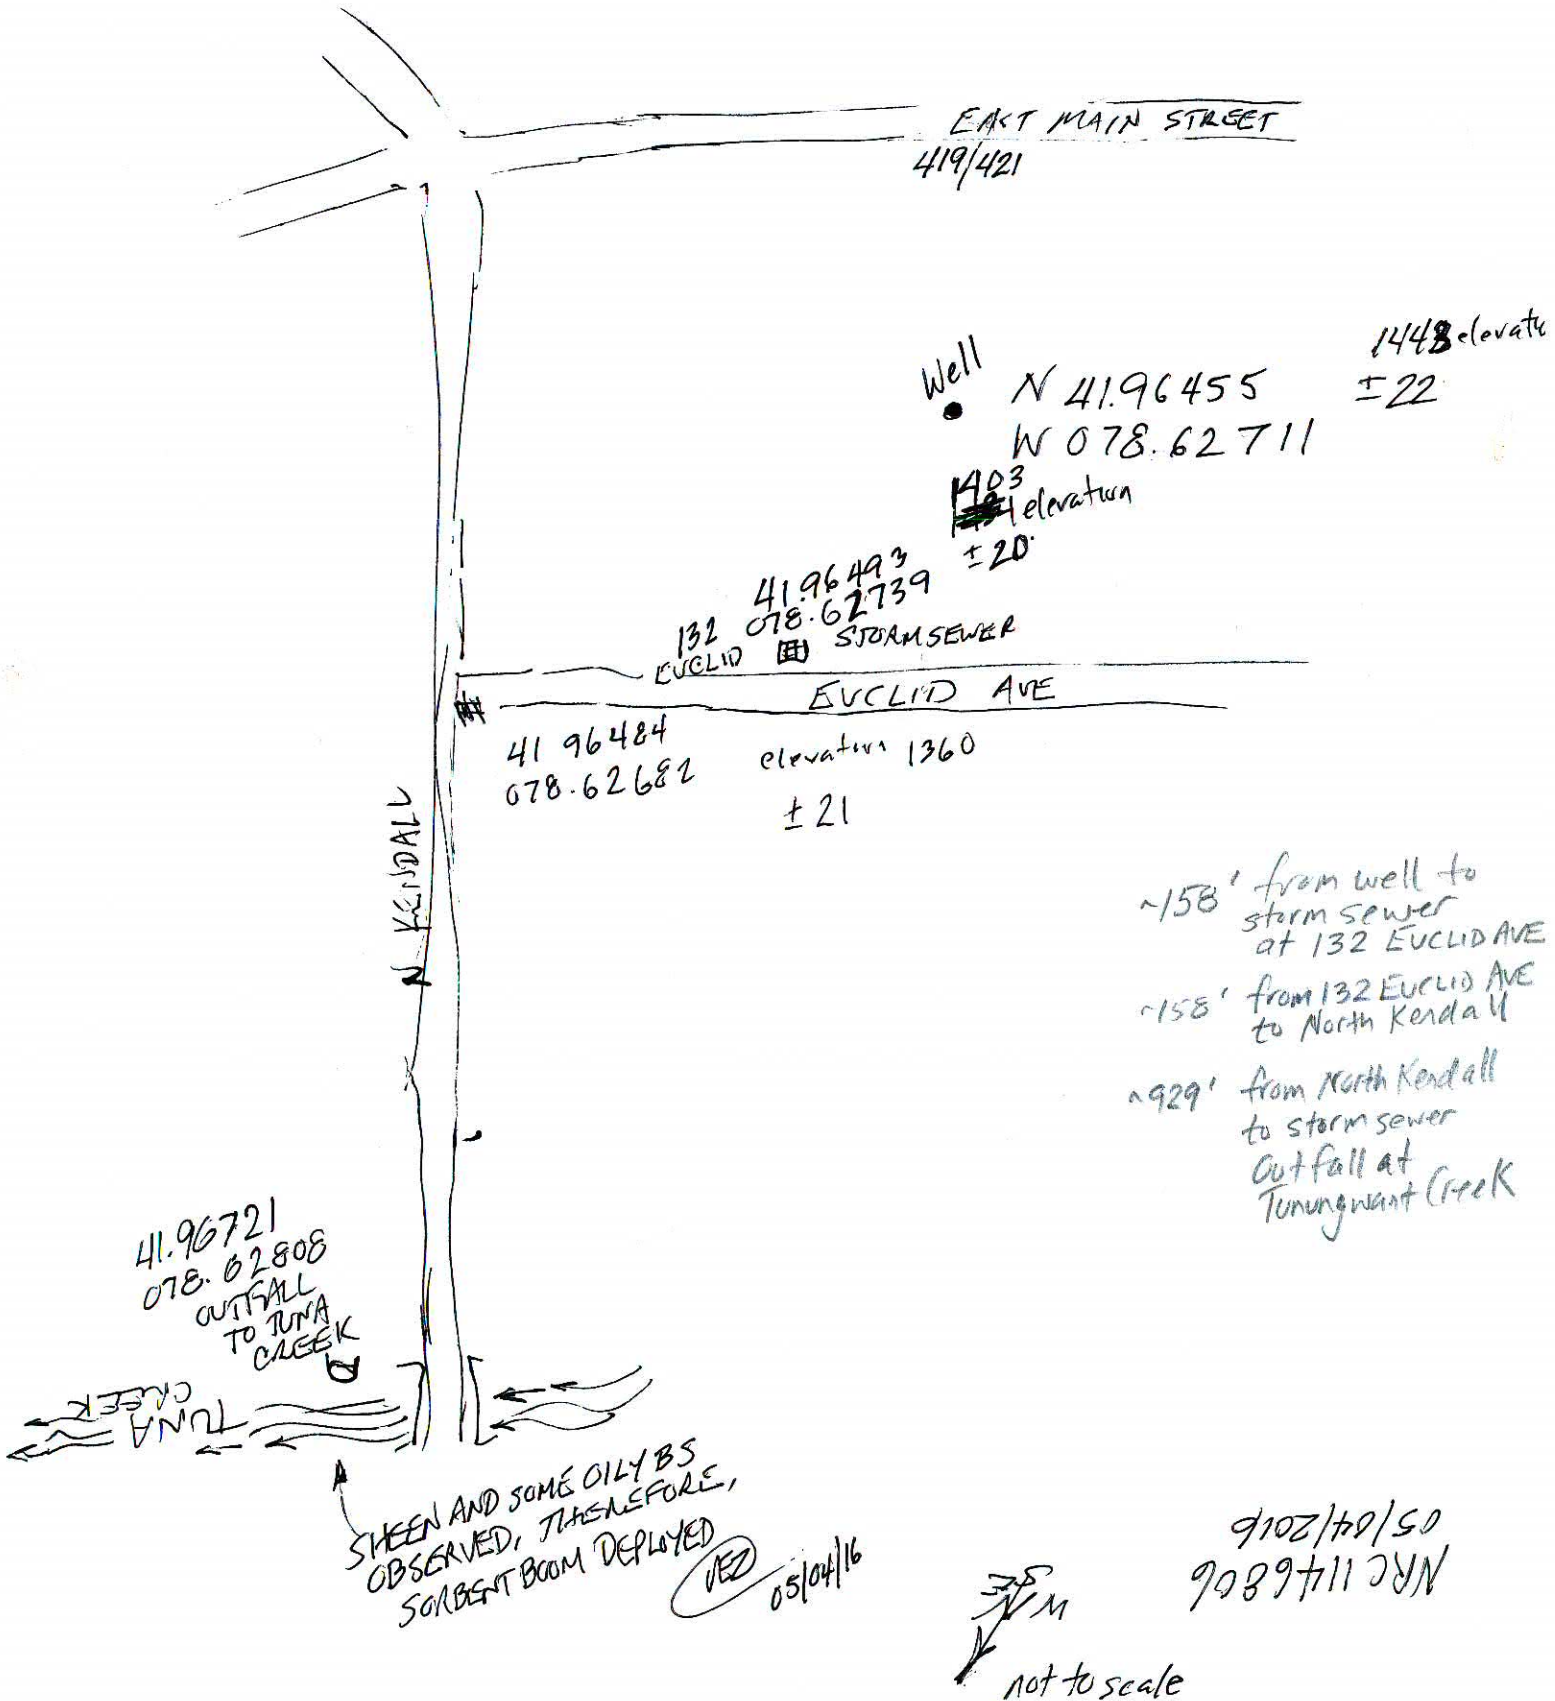 EAST MAIN STREET
419/421
Well
N 41.96455
W 078.62711
1448 elevate
±22
1403
elevation
±20
41.96493
078.62739
132
EUCLID
STORM SEWER
EUCLID AVE
41 96484
078.62682
elevation 1360
±21
N KENDALL
~158' from well to
storm sewer
at 132 EUCLID AVE
~158' from 132 EUCLID AVE
to North Kendall
~929' from North Kendall
to storm sewer
Outfall at
Tunungwant Creek
41.96721
078.62808
OUTFALL
TO TUNA
CREEK
TUNA
CREEK
SHEEN AND SOME OILY BS
OBSERVED, THEREFORE,
SORBENT BOOM DEPLOYED
05/04/16
NRC 1146806
05/04/2016
W
N
E
S
not to scale